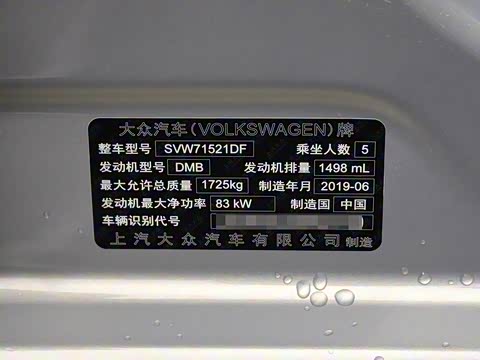 大众汽车(VOLKSWAGEN)牌
整车型号 SVW71521DF 乘坐人数 5
发动机型号 DMB 发动机排量 1498 mL
最大允许总质量 1725kg 制造年月 2019-06
发动机最大净功率 83 kW 制造国 中国
车辆识别代号
上汽大众汽车有限公司 制造